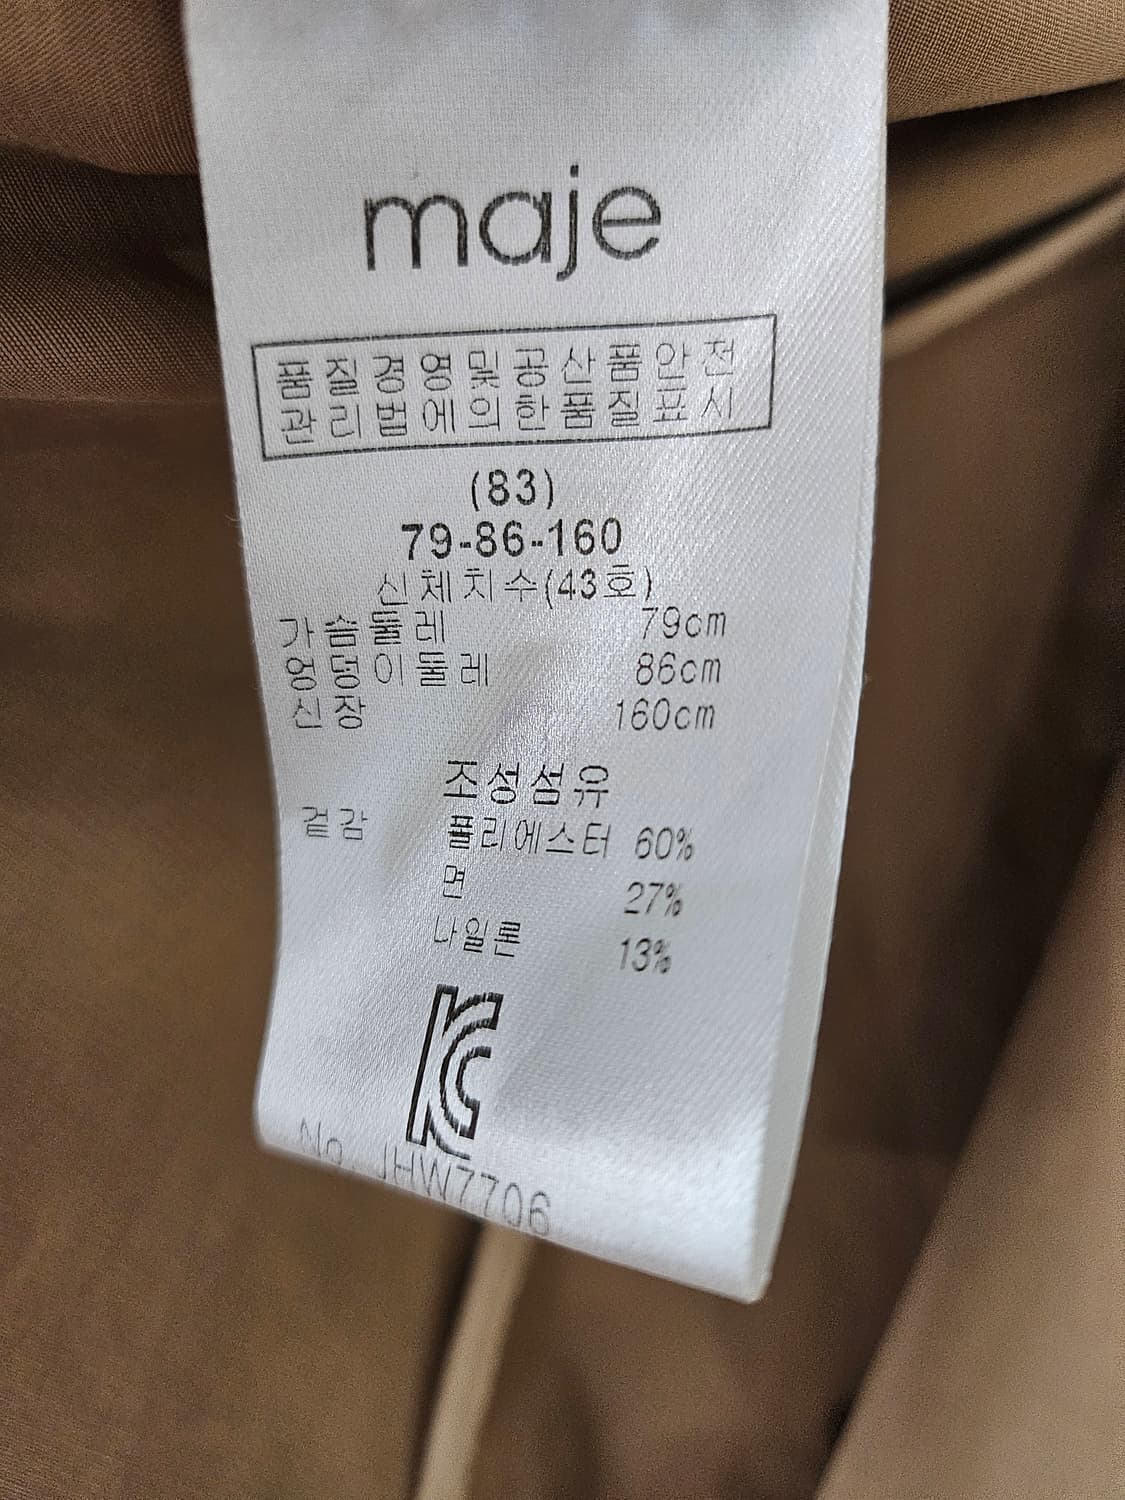 maje
품질경영및공산품안전
관리법에의한품질표시
(83)
79-86-160
신체치수(43호)
가슴둘레 79cm
엉덩이둘레 86cm
신장 160cm
조성섬유
겉감 폴리에스터 60%
면 27%
나일론 13%
KC
No. JHW7706